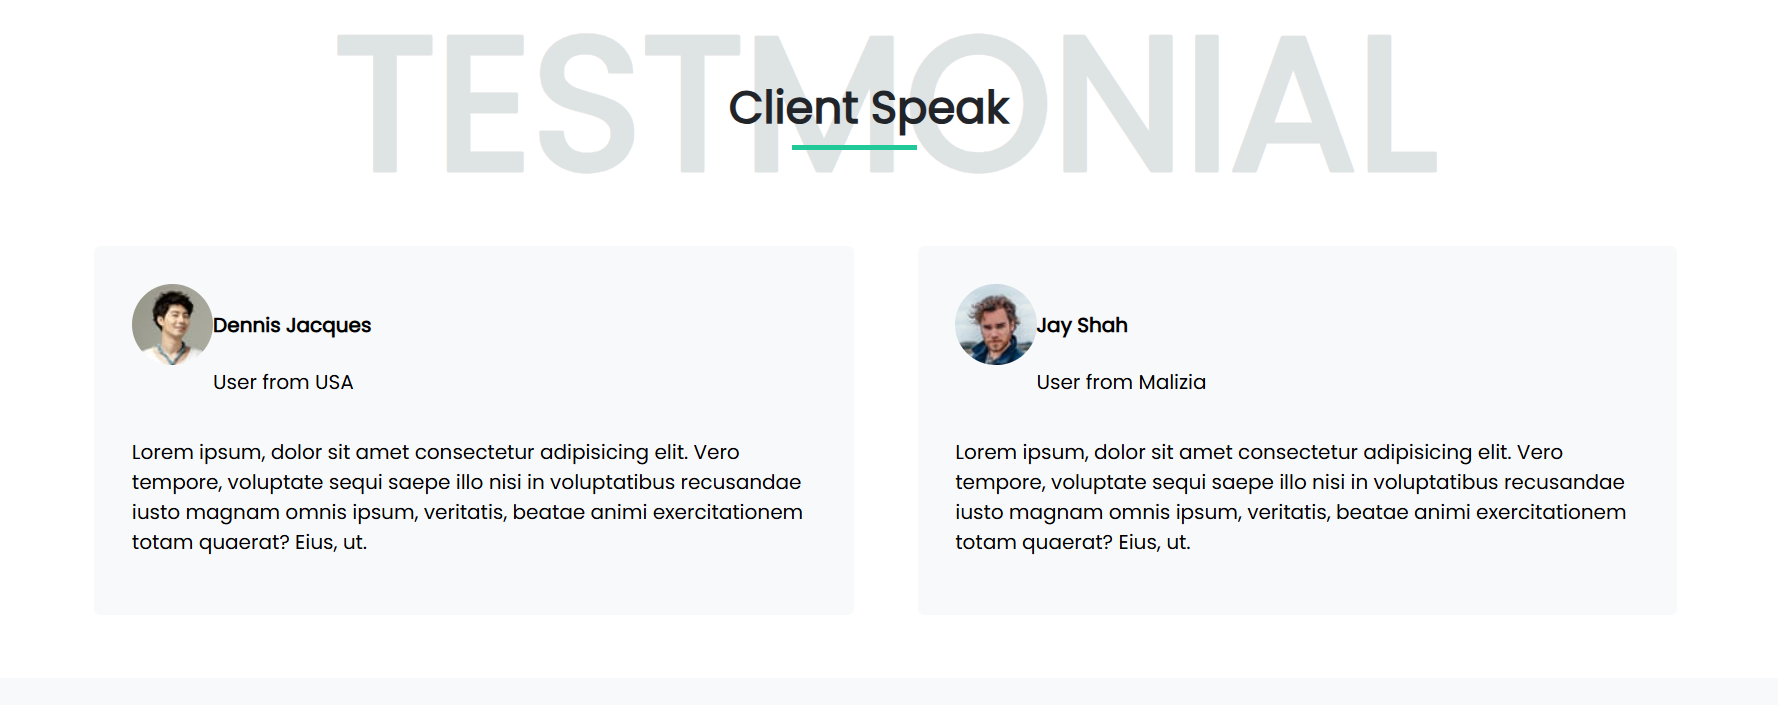 TESTMONIAL
Client Speak
Dennis Jacques
User from USA
Lorem ipsum, dolor sit amet consectetur adipisicing elit. Vero
tempore, voluptate sequi saepe illo nisi in voluptatibus recusandae
iusto magnam omnis ipsum, veritatis, beatae animi exercitationem
totam quaerat? Eius, ut.
Jay Shah
User from Malizia
Lorem ipsum, dolor sit amet consectetur adipisicing elit. Vero
tempore, voluptate sequi saepe illo nisi in voluptatibus recusandae
iusto magnam omnis ipsum, veritatis, beatae animi exercitationem
totam quaerat? Eius, ut.